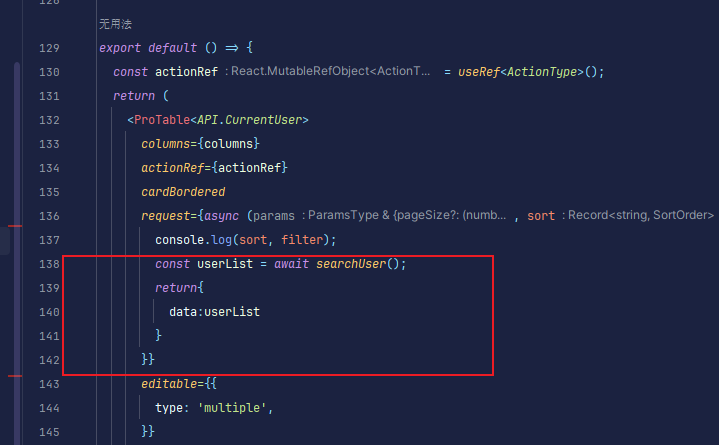 128
无用法
129 export default () => {
130 const actionRef : React.MutableRefObject<ActionT... = useRef<ActionType>();
131 return (
132 <ProTable<API.CurrentUser>
133 columns={columns}
134 actionRef={actionRef}
135 cardBordered
136 request={async (params : ParamsType & {pageSize?: (numb... , sort : Record<string, SortOrder>
137 console.log(sort, filter);
138 const userList = await searchUser();
139 return{
140 data:userList
141 }
142 }}
143 editable={{
144 type: 'multiple',
145 }}